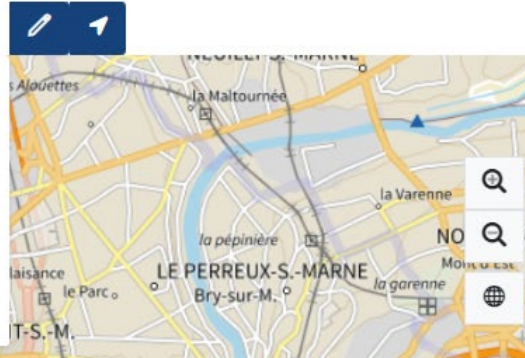 NEUILLY-S.-MARNE
s Alouettes
la Maltournée
la Varenne
la pépinière
NO
Mont d'Est
LE PERREUX-S.-MARNE
laisance
le Parc
Bry-sur-M.
la garenne
IT-S.-M.